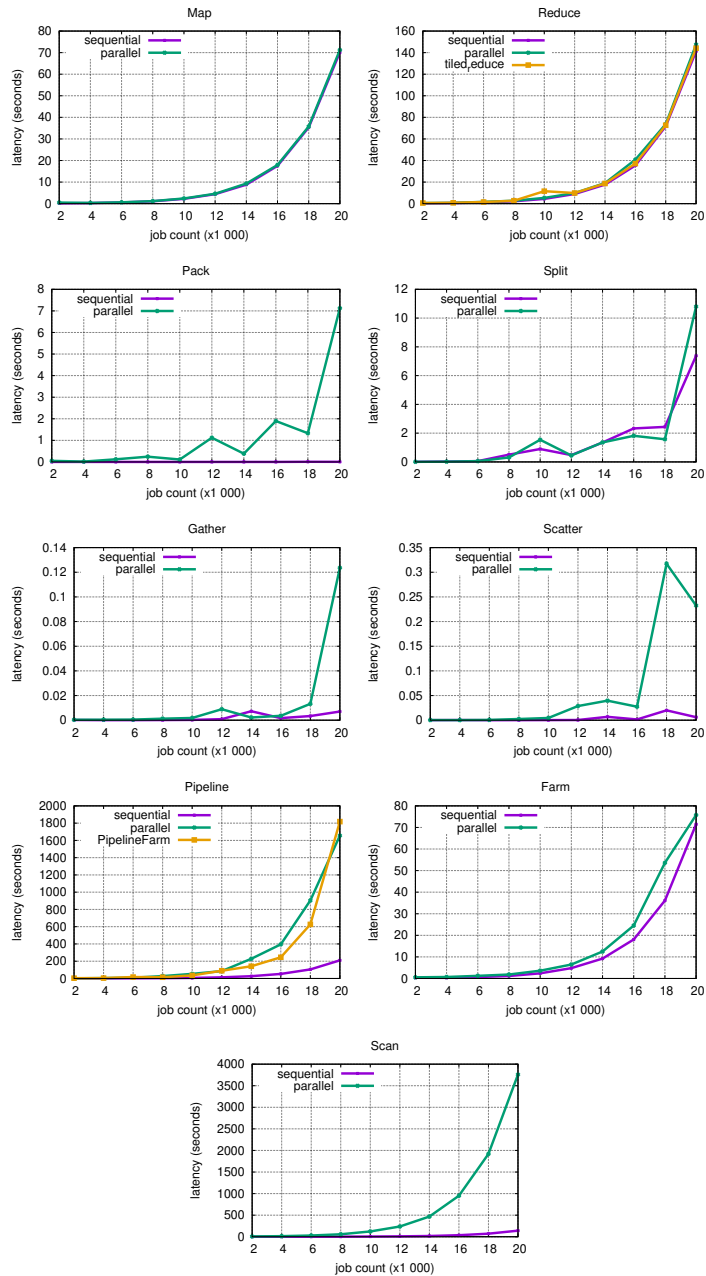 Map
80
70
60
50
40
30
20
10
0
latency (seconds)
sequential
parallel
2 4 6 8 10 12 14 16 18 20
job count (x1 000)
Reduce
160
140
120
100
80
60
40
20
0
latency (seconds)
sequential
parallel
tiled,educe
2 4 6 8 10 12 14 16 18 20
job count (x1 000)
Pack
8
7
6
5
4
3
2
1
0
latency (seconds)
sequential
parallel
2 4 6 8 10 12 14 16 18 20
job count (x1 000)
Split
12
10
8
6
4
2
0
latency (seconds)
sequential
parallel
2 4 6 8 10 12 14 16 18 20
job count (x1 000)
Gather
0.14
0.12
0.1
0.08
0.06
0.04
0.02
0
latency (seconds)
sequential
parallel
2 4 6 8 10 12 14 16 18 20
job count (x1 000)
Scatter
0.35
0.3
0.25
0.2
0.15
0.1
0.05
0
latency (seconds)
sequential
parallel
2 4 6 8 10 12 14 16 18 20
job count (x1 000)
Pipeline
2000
1800
1600
1400
1200
1000
800
600
400
200
0
latency (seconds)
sequential
parallel
PipelineFarm
2 4 6 8 10 12 14 16 18 20
job count (x1 000)
Farm
80
70
60
50
40
30
20
10
0
latency (seconds)
sequential
parallel
2 4 6 8 10 12 14 16 18 20
job count (x1 000)
Scan
4000
3500
3000
2500
2000
1500
1000
500
0
latency (seconds)
sequential
parallel
2 4 6 8 10 12 14 16 18 20
job count (x1 000)